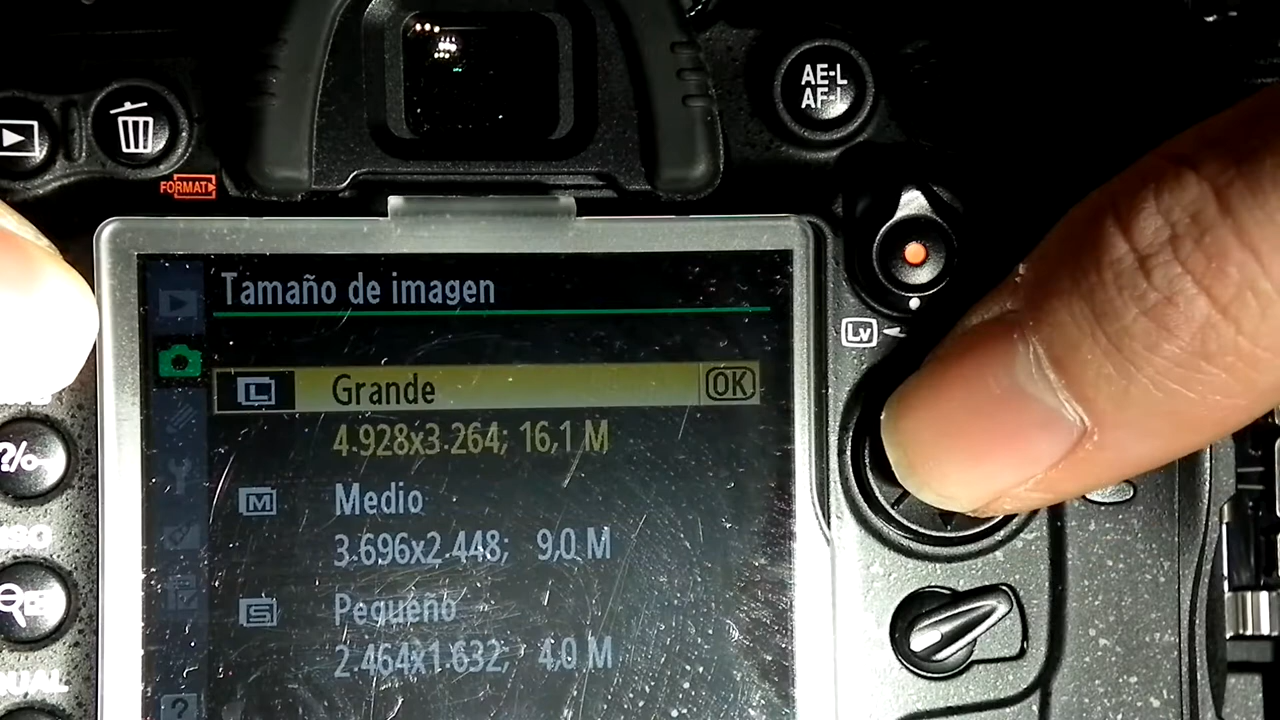 AE-L
AF-L
FORMAT
Tamaño de imagen
L Grande OK
4.928x3.264; 16,1 M
Lv
M Medio
3.696x2.448; 9,0 M
S Pequeño
2.464x1.632; 4,0 M
?